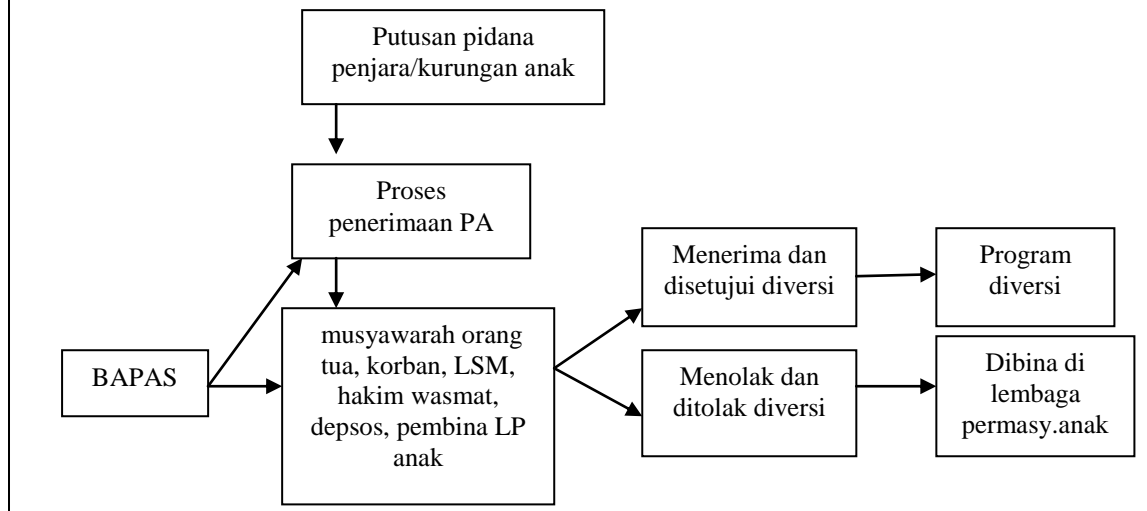 Putusan pidana
penjara/kurungan anak
Proses
penerimaan PA
Menerima dan
disetujui diversi
Program
diversi
musyawarah orang
tua, korban, LSM,
hakim wasmat,
depsos, pembina LP
anak
BAPAS
Menolak dan
ditolak diversi
Dibina di
lembaga
permasy.anak